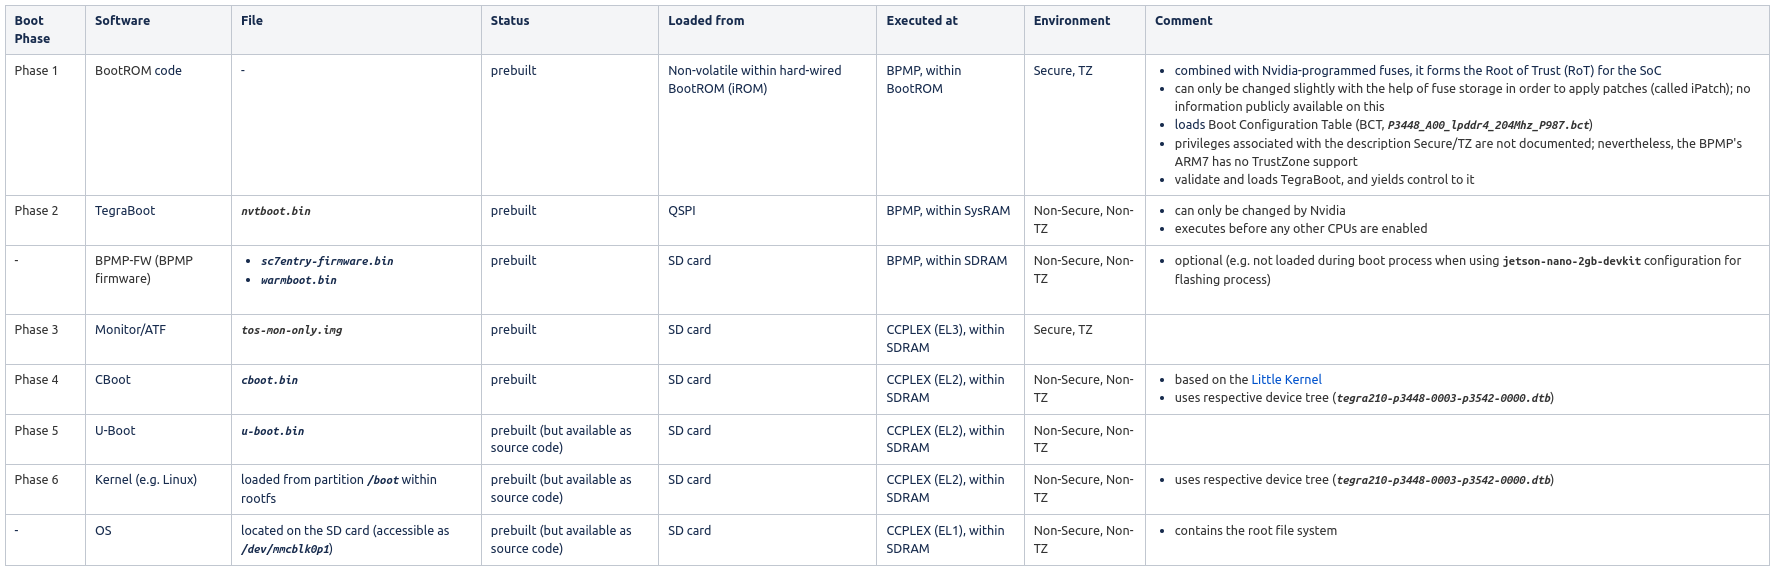 Boot Phase | Software | File | Status | Loaded from | Executed at | Environment | Comment
Phase 1 | BootROM code | - | prebuilt | Non-volatile within hard-wired BootROM (iROM) | BPMP, within BootROM | Secure, TZ
• combined with Nvidia-programmed fuses, it forms the Root of Trust (RoT) for the SoC
• can only be changed slightly with the help of fuse storage in order to apply patches (called iPatch); no
information publicly available on this
• loads Boot Configuration Table (BCT, P3448_A00_lpddr4_204Mhz_P987.bct)
• privileges associated with the description Secure/TZ are not documented; nevertheless, the BPMP's
ARM7 has no TrustZone support
• validate and loads TegraBoot, and yields control to it
Phase 2 | TegraBoot | nvtboot.bin | prebuilt | QSPI | BPMP, within SysRAM | Non-Secure, Non-TZ
• can only be changed by Nvidia
• executes before any other CPUs are enabled
- | BPMP-FW (BPMP firmware) | • sc7entry-firmware.bin • warmboot.bin | prebuilt | SD card | BPMP, within SDRAM | Non-Secure, Non-TZ
• optional (e.g. not loaded during boot process when using jetson-nano-2gb-devkit configuration for
flashing process)
Phase 3 | Monitor/ATF | tos-mon-only.img | prebuilt | SD card | CCPLEX (EL3), within SDRAM | Secure, TZ
Phase 4 | CBoot | cboot.bin | prebuilt | SD card | CCPLEX (EL2), within SDRAM | Non-Secure, Non-TZ
• based on the Little Kernel
• uses respective device tree (tegra210-p3448-0003-p3542-0000.dtb)
Phase 5 | U-Boot | u-boot.bin | prebuilt (but available as source code) | SD card | CCPLEX (EL2), within SDRAM | Non-Secure, Non-TZ
Phase 6 | Kernel (e.g. Linux) | loaded from partition /boot within rootfs | prebuilt (but available as source code) | SD card | CCPLEX (EL2), within SDRAM | Non-Secure, Non-TZ
• uses respective device tree (tegra210-p3448-0003-p3542-0000.dtb)
- | OS | located on the SD card (accessible as /dev/mmcblk0p1) | prebuilt (but available as source code) | SD card | CCPLEX (EL1), within SDRAM | Non-Secure, Non-TZ
• contains the root file system